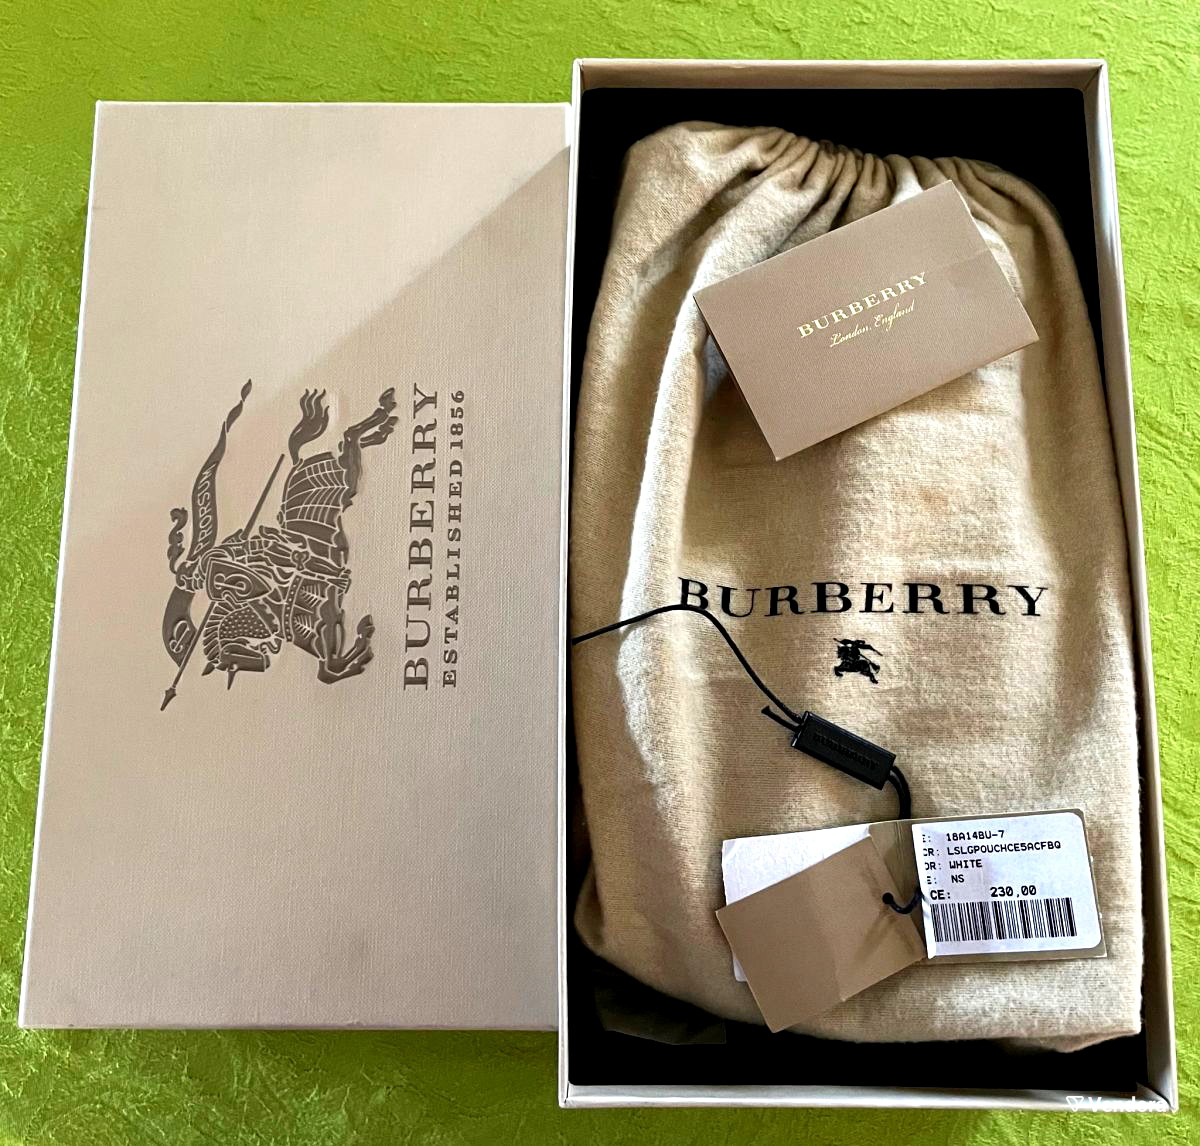 PRORSUM
BURBERRY
ESTABLISHED 1856
BURBERRY
London, England
BURBERRY
BURBERRY
E: 18A14BU-7
CR: LSLGPOUCHCE5ACFBQ
OR: WHITE
E: NS
CE: 230,00
Vendora